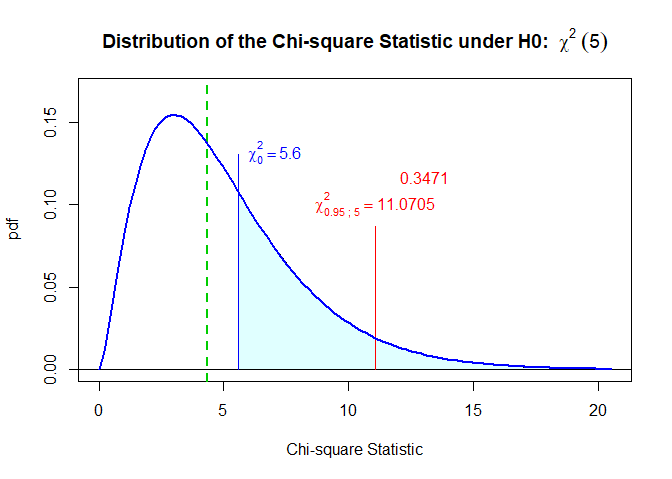 Distribution of the Chi-square Statistic under H0: χ² (5)
0.15
0.10
0.05
0.00
pdf
χ²₀ = 5.6
0.3471
χ²₀.₉₅ ; ₅ = 11.0705
0 5 10 15 20
Chi-square Statistic